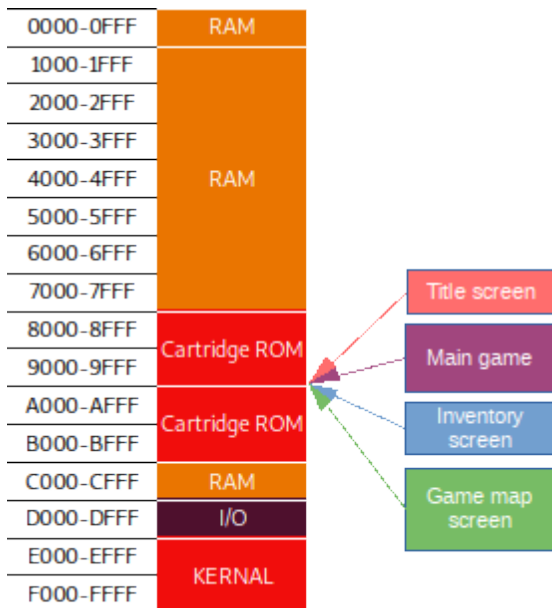 0000-0FFF RAM
1000-1FFF
2000-2FFF
3000-3FFF
4000-4FFF RAM
5000-5FFF
6000-6FFF
7000-7FFF
Title screen
8000-8FFF
Cartridge ROM
9000-9FFF
Main game
A000-AFFF
Cartridge ROM
B000-BFFF
Inventory
screen
C000-CFFF RAM
D000-DFFF I/O
Game map
screen
E000-EFFF
KERNAL
F000-FFFF